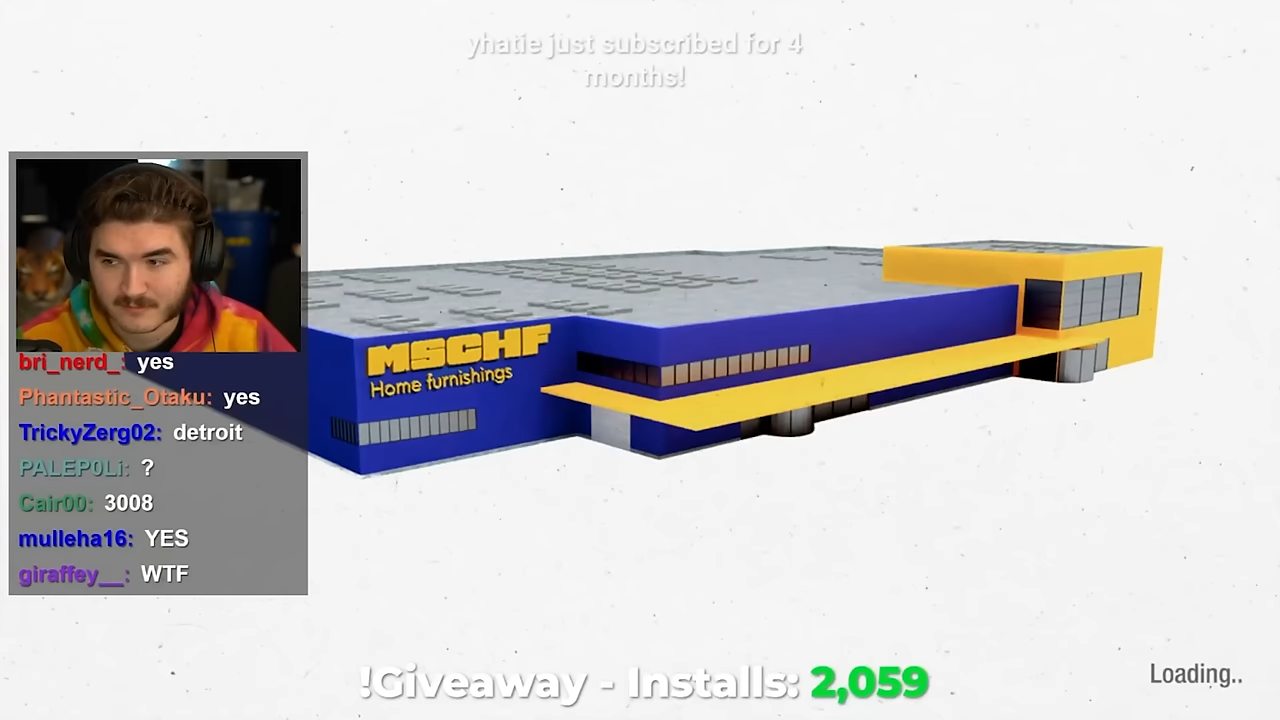 yhatie just subscribed for 4
months!
MSCHF
Home furnishings
bri_nerd_: yes
Phantastic_Otaku: yes
TrickyZerg02: detroit
PALEP0Li: ?
Cair00: 3008
mulleha16: YES
giraffey__: WTF
!Giveaway - Installs: 2,059
Loading..